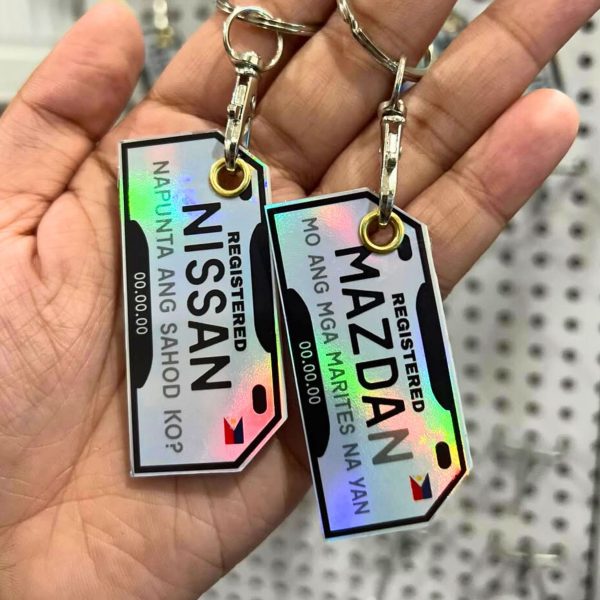 REGISTERED
NISSAN
NAPUNTA ANG SAHOD KO?
00.00.00
REGISTERED
MAZDAN
MO ANG MGA MARITES NA YAN
00.00.00